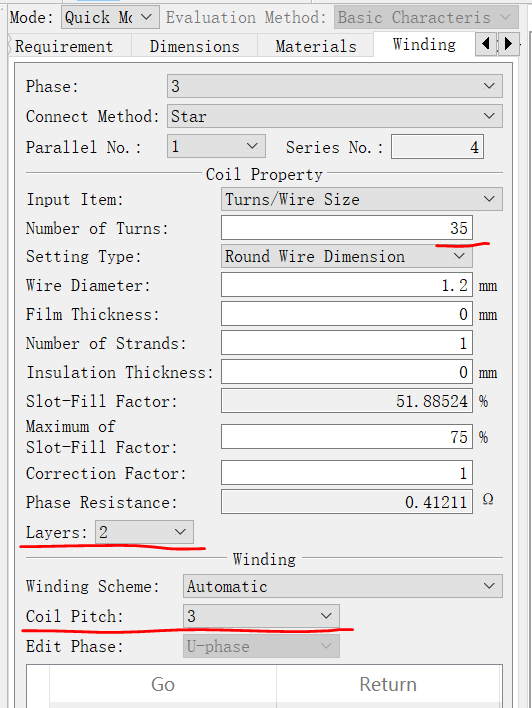 Mode: Quick Mo Evaluation Method: Basic Characteris
Requirement Dimensions Materials Winding
Phase: 3
Connect Method: Star
Parallel No.: 1 Series No.: 4
Coil Property
Input Item: Turns/Wire Size
Number of Turns: 35
Setting Type: Round Wire Dimension
Wire Diameter: 1.2 mm
Film Thickness: 0 mm
Number of Strands: 1
Insulation Thickness: 0 mm
Slot-Fill Factor: 51.88524 %
Maximum of
Slot-Fill Factor: 75 %
Correction Factor: 1
Phase Resistance: 0.41211 Ω
Layers: 2
Winding
Winding Scheme: Automatic
Coil Pitch: 3
Edit Phase: U-phase
Go Return